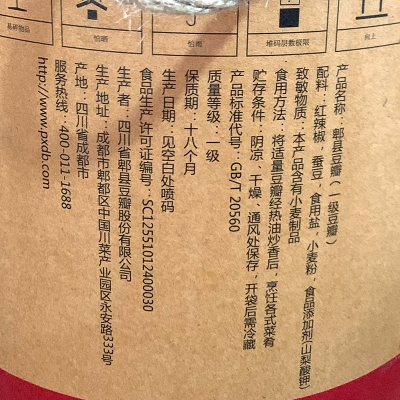 易碎物品
怕晒
怕雨
堆码层数极限
向上
产品名称：郫县豆瓣（一级豆瓣）
配料：红辣椒，蚕豆，食用盐，小麦粉，食品添加剂(山梨酸钾)
致敏物质：本产品含有小麦制品
食用方法：将适量豆瓣经热油炒香后，烹饪各式菜肴
贮存条件：阴凉、干燥、通风处保存，开袋后需冷藏
产品标准代号：GB/T 20560
质量等级：一级
保质期：十八个月
生产日期：见空白处喷码
食品生产许可证编号：SC12551012400030
生产者：四川省郫县豆瓣股份有限公司
生产地址：成都市郫都区中国川菜产业园区永安路333号
产地：四川省成都市
服务热线：400-011-1688
http://www.pxdb.com